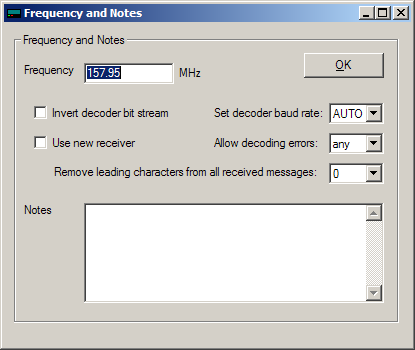 Frequency and Notes
Frequency and Notes
Frequency 157.95 MHz OK
Invert decoder bit stream Set decoder baud rate: AUTO
Use new receiver Allow decoding errors: any
Remove leading characters from all received messages: 0
Notes